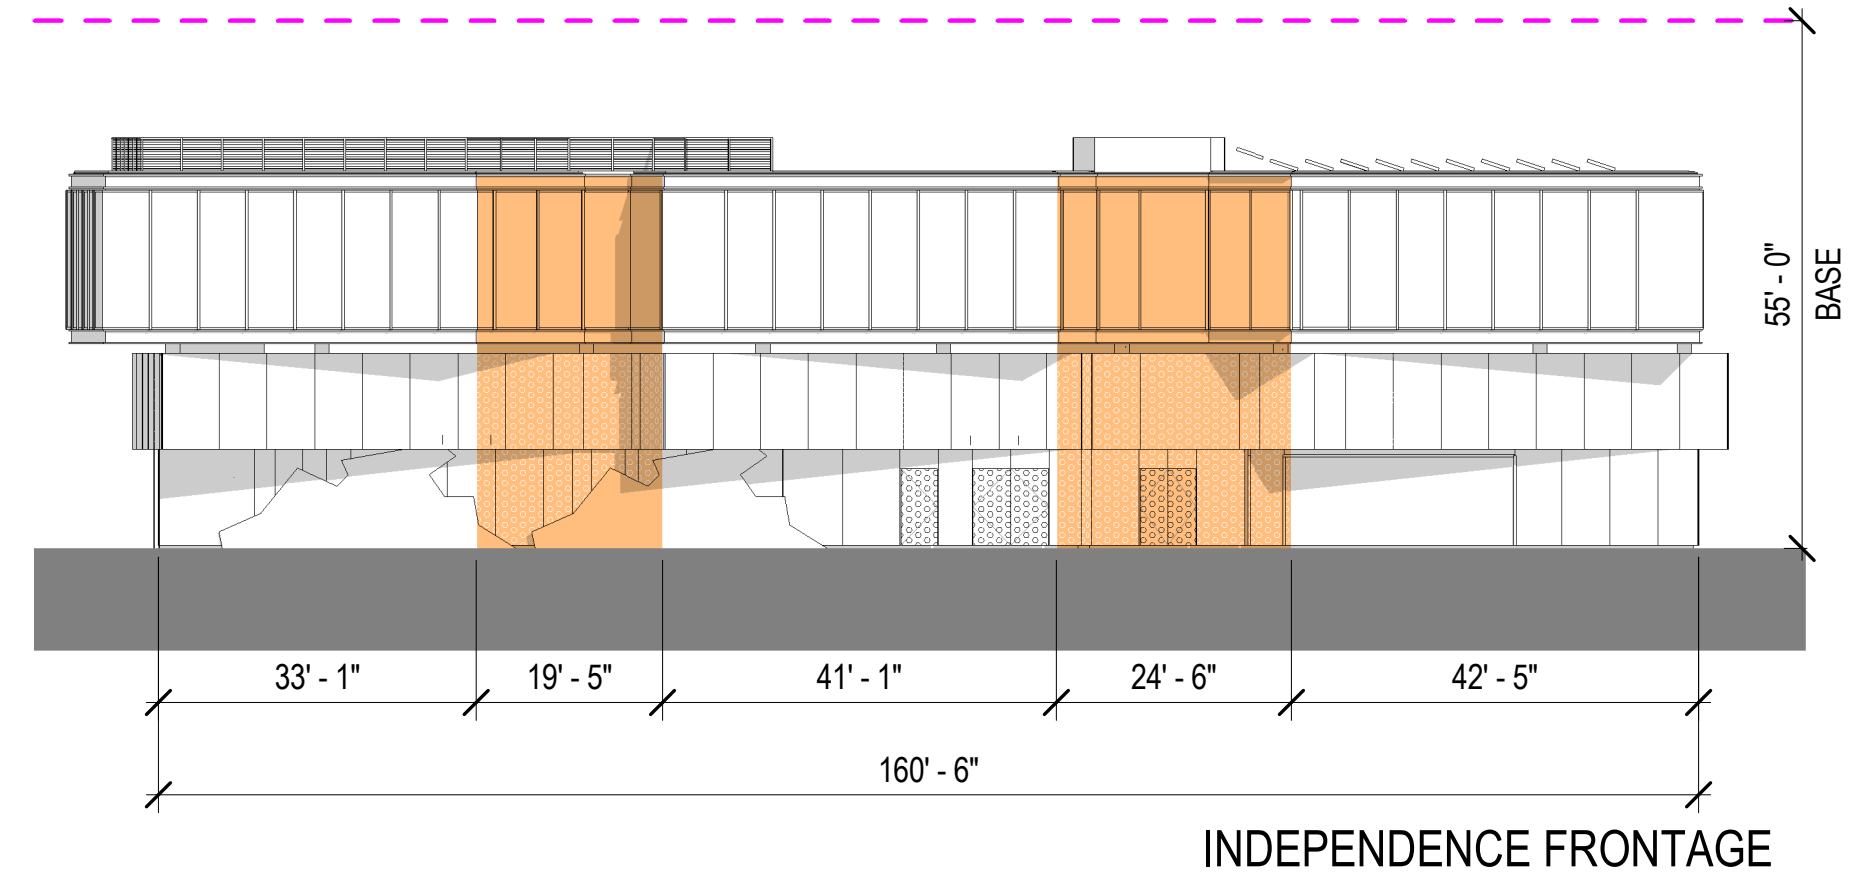 55' - 0"
BASE
33' - 1"
19' - 5"
41' - 1"
24' - 6"
42' - 5"
160' - 6"
INDEPENDENCE FRONTAGE